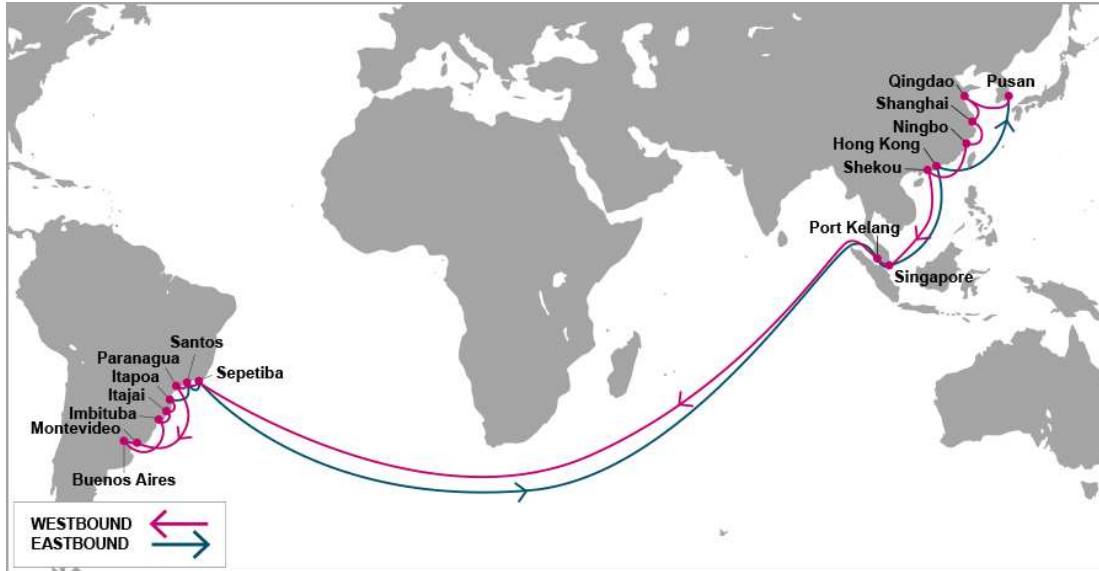 Qingdao
Pusan
Shanghai
Ningbo
Hong Kong
Shekou
Port Kelang
Singapore
Santos
Paranagua
Sepetiba
Itapoa
Itajai
Imbituba
Montevideo
Buenos Aires
WESTBOUND
EASTBOUND